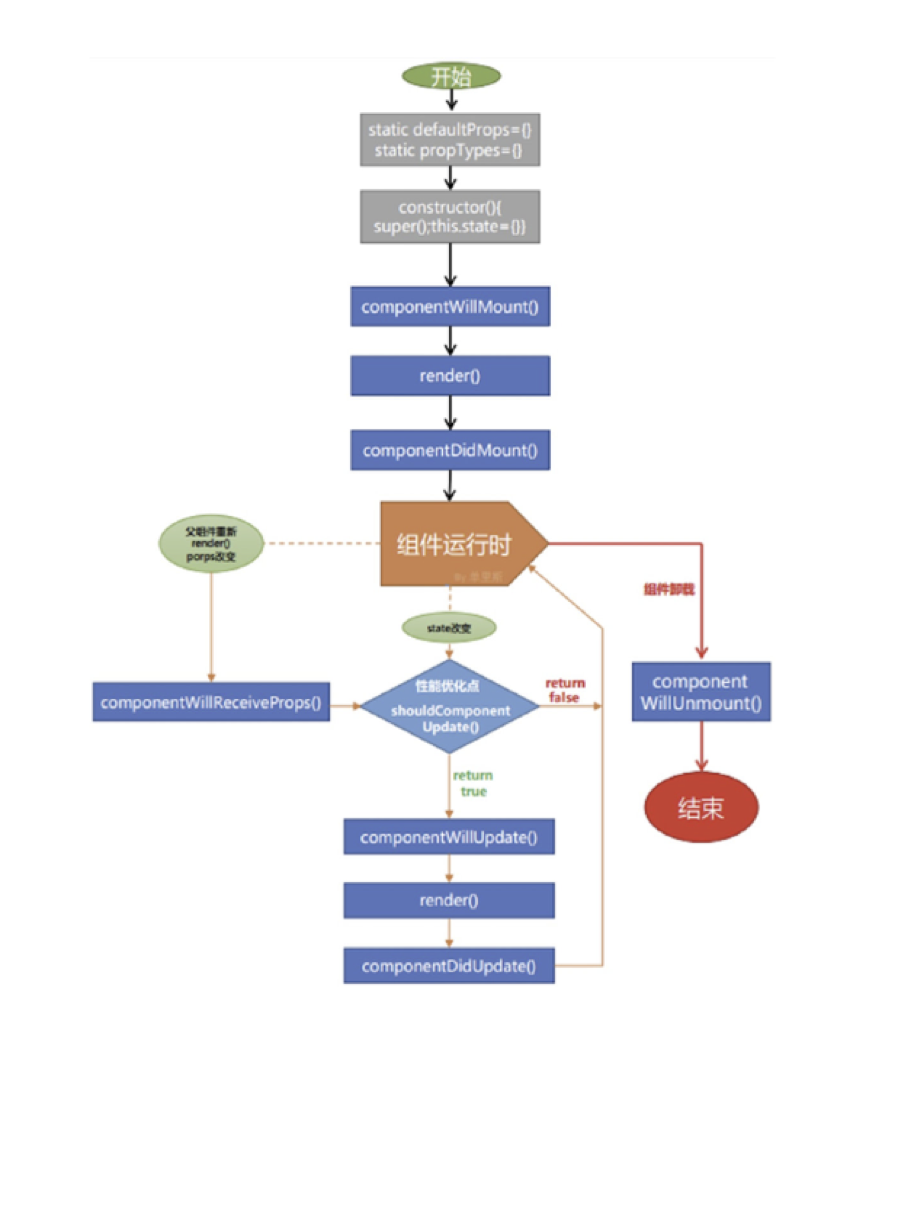 开始
static defaultProps={}
static propTypes={}
constructor(){
super();this.state={}}
componentWillMount()
render()
componentDidMount()
组件运行时
父组件重新
render()
porps改变
组件卸载
state改变
component
WillUnmount()
componentWillReceiveProps()
性能优化点
shouldComponent
Update()
return
false
return
true
结束
componentWillUpdate()
render()
componentDidUpdate()